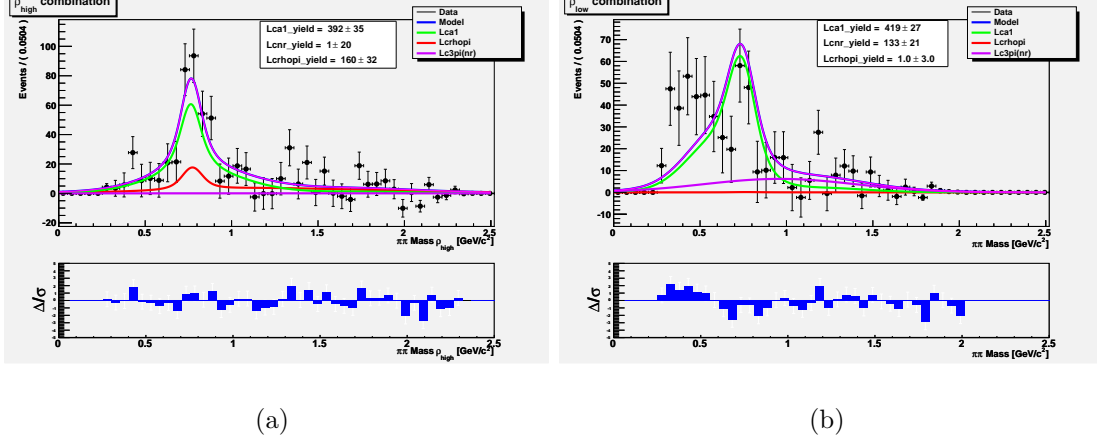 ρhigh combination
Lca1_yield = 392 ± 35
Lcnr_yield = 1 ± 20
Lcrhopi_yield = 160 ± 32
Data
Model
Lca1
Lcrhopi
Lc3pi(nr)
Events / ( 0.0504 )
100
80
60
40
20
0
-20
0 0.5 1 1.5 2 2.5
ππ Mass ρhigh [GeV/c²]
Δ/σ
0 0.5 1 1.5 2 2.5
ππ Mass ρhigh [GeV/c²]
(a)
ρlow combination
Lca1_yield = 419 ± 27
Lcnr_yield = 133 ± 21
Lcrhopi_yield = 1.0 ± 3.0
Data
Model
Lca1
Lcrhopi
Lc3pi(nr)
Events / ( 0.0504 )
70
60
50
40
30
20
10
0
-10
0 0.5 1 1.5 2 2.5
ππ Mass [GeV/c²]
Δ/σ
0 0.5 1 1.5 2 2.5
ππ Mass [GeV/c²]
(b)